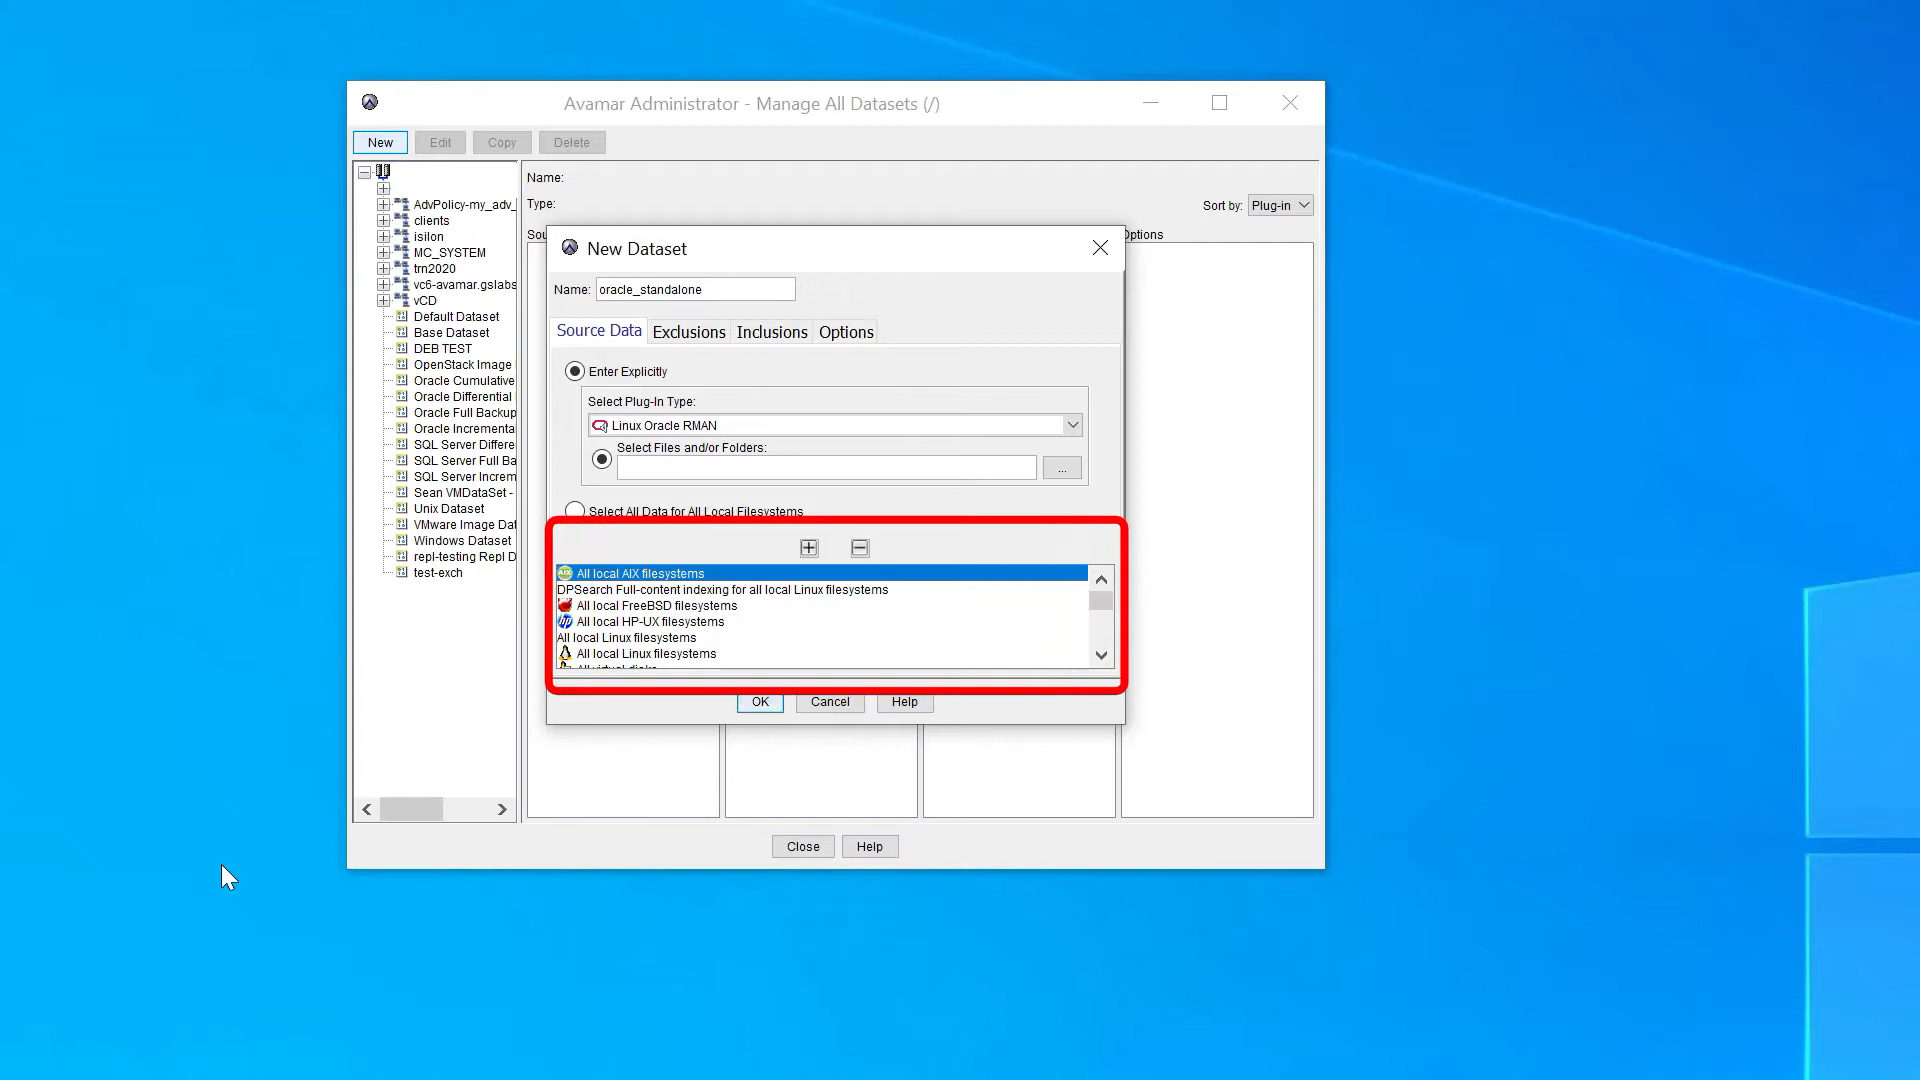 Avamar Administrator - Manage All Datasets (/)
New
Edit
Copy
Delete
AdvPolicy-my_adv_
clients
isilon
MC_SYSTEM
trn2020
vc6-avamar.gslabs
vCD
Default Dataset
Base Dataset
DEB TEST
OpenStack Image
Oracle Cumulative
Oracle Differential
Oracle Full Backup
Oracle Incrementa
SQL Server Differe
SQL Server Full Ba
SQL Server Increm
Sean VMDataSet -
Unix Dataset
VMware Image Dat
Windows Dataset
repl-testing Repl D
test-exch
Name:
Type:
Sort by:
Plug-in
Sou
Options
New Dataset
Name:
oracle_standalone
Source Data
Exclusions
Inclusions
Options
Enter Explicitly
Select Plug-In Type:
Linux Oracle RMAN
Select Files and/or Folders:
...
Select All Data for All Local Filesystems
AIX All local AIX filesystems
DPSearch Full-content indexing for all local Linux filesystems
All local FreeBSD filesystems
hp All local HP-UX filesystems
All local Linux filesystems
All local Linux filesystems
All virtual disks
OK
Cancel
Help
Close
Help